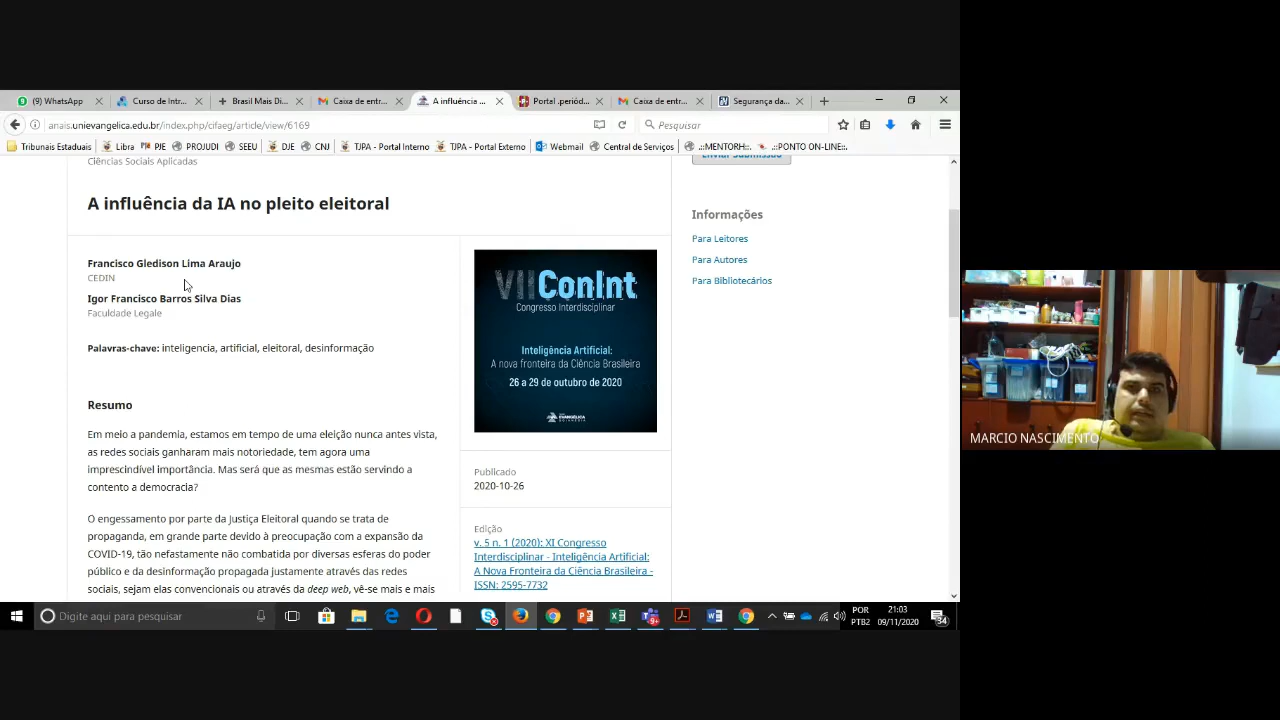 (9) WhatsApp
Curso de Intr...
Brasil Mais Di...
Caixa de entr...
A influência ...
Portal .periód...
Caixa de entr...
Segurança da...
anais.unievangelica.edu.br/index.php/cifaeg/article/view/6169
Pesquisar
Tribunais Estaduais
Libra
PJE
PROJUDI
SEEU
DJE
CNJ
TJPA - Portal Interno
TJPA - Portal Externo
Webmail
Central de Serviços
.::MENTORH::.
.::PONTO ON-LINE::.
Ciências Sociais Aplicadas
Enviar Submissão
A influência da IA no pleito eleitoral
Francisco Gledison Lima Araujo
CEDIN
Igor Francisco Barros Silva Dias
Faculdade Legale
Palavras-chave: inteligencia, artificial, eleitoral, desinformação
Resumo
Em meio a pandemia, estamos em tempo de uma eleição nunca antes vista,
as redes sociais ganharam mais notoriedade, tem agora uma
imprescindível importância. Mas será que as mesmas estão servindo a
contento a democracia?
O engessamento por parte da Justiça Eleitoral quando se trata de
propaganda, em grande parte devido à preocupação com a expansão da
COVID-19, tão nefastamente não combatida por diversas esferas do poder
público e da desinformação propagada justamente através das redes
sociais, sejam elas convencionais ou através da deep web, vê-se mais e mais
VII ConInt
Congresso Interdisciplinar
Inteligência Artificial:
A nova fronteira da Ciência Brasileira
26 a 29 de outubro de 2020
EVANGÉLICA
Publicado
2020-10-26
Edição
v. 5 n. 1 (2020): XI Congresso
Interdisciplinar - Inteligência Artificial:
A Nova Fronteira da Ciência Brasileira -
ISSN: 2595-7732
Informações
Para Leitores
Para Autores
Para Bibliotecários
MARCIO NASCIMENTO
Digite aqui para pesquisar
9+
POR
PTB2
21:03
09/11/2020
34